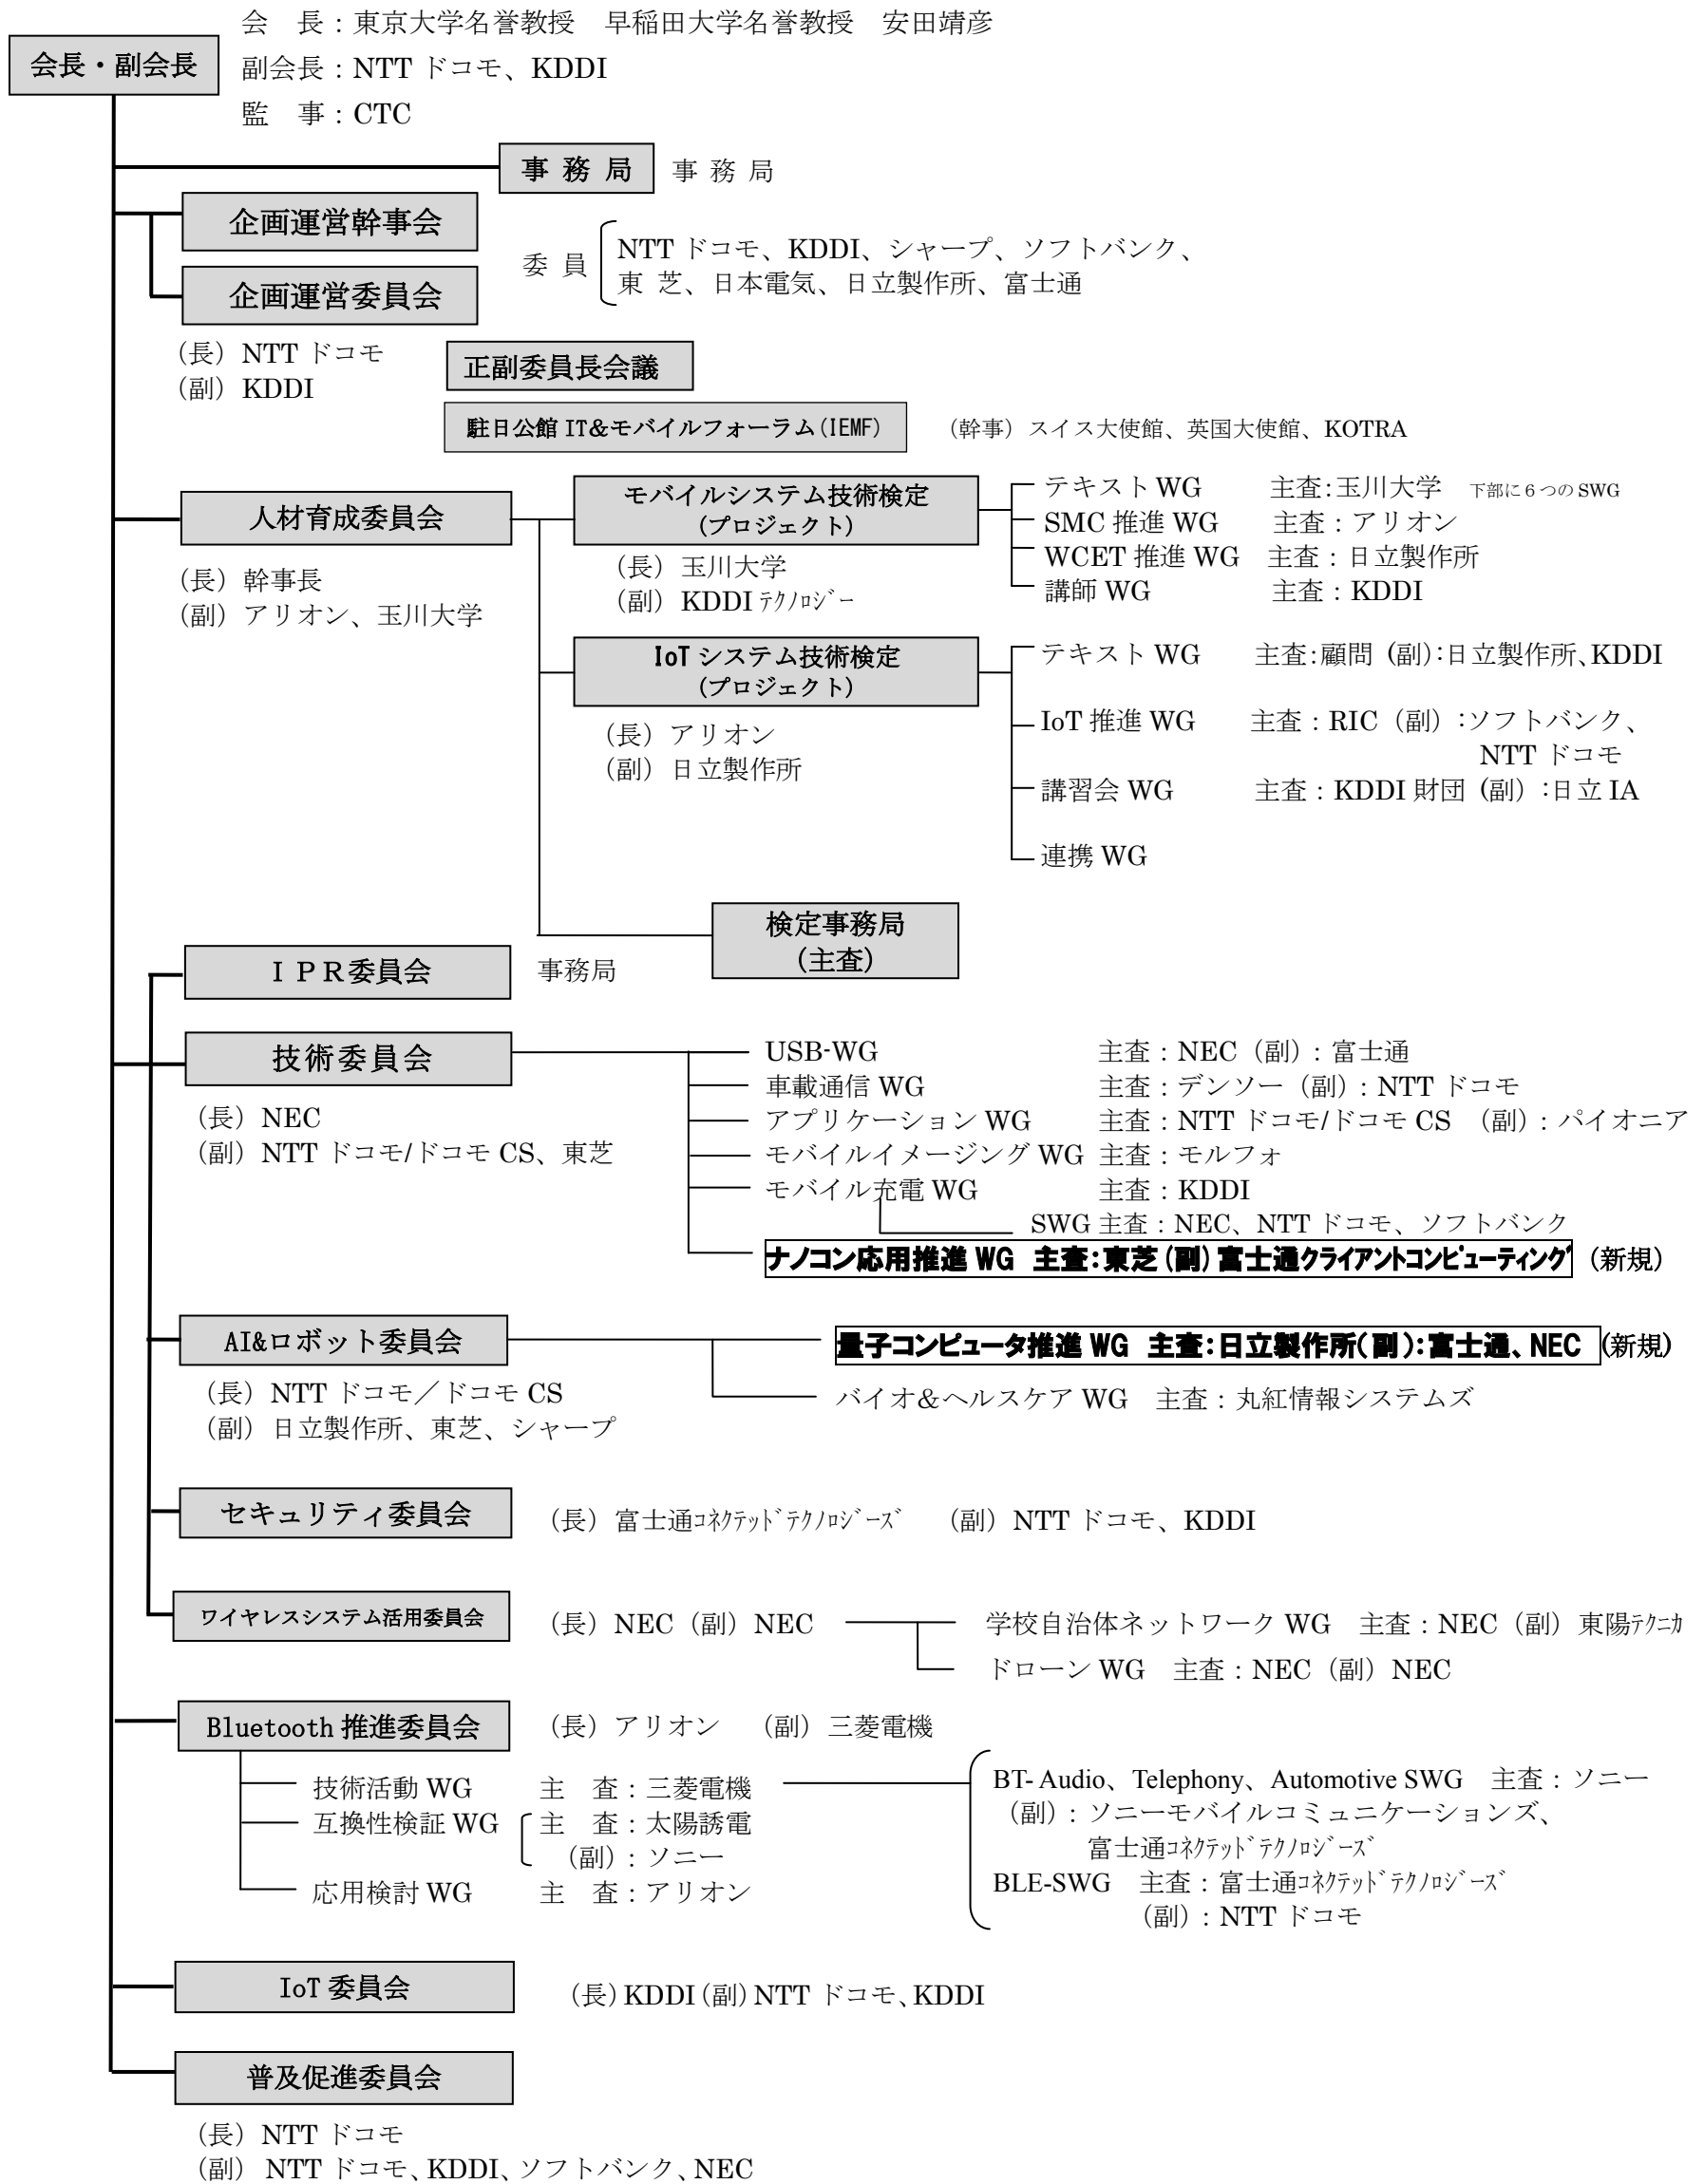 会　長：東京大学名誉教授　早稲田大学名誉教授　安田靖彦
会長・副会長
副会長：NTT ドコモ、KDDI
監　事：CTC
事 務 局　事 務 局
企画運営幹事会
委 員　NTT ドコモ、KDDI、シャープ、ソフトバンク、
東 芝、日本電気、日立製作所、富士通
企画運営委員会
（長）NTT ドコモ
（副）KDDI
正副委員長会議
駐日公館 IT&モバイルフォーラム(IEMF)　（幹事）スイス大使館、英国大使館、KOTRA
人材育成委員会
（長）幹事長
（副）アリオン、玉川大学
モバイルシステム技術検定
(プロジェクト)
（長）玉川大学
（副）KDDI ﾃｸﾉﾛｼﾞｰ
テキスト WG　主査：玉川大学　下部に６つの SWG
SMC 推進 WG　主査：アリオン
WCET 推進 WG　主査：日立製作所
講師 WG　主査：KDDI
IoT システム技術検定
(プロジェクト)
（長）アリオン
（副）日立製作所
テキスト WG　主査：顧問（副）：日立製作所、KDDI
IoT 推進 WG　主査：RIC（副）：ソフトバンク、
NTT ドコモ
講習会 WG　主査：KDDI 財団（副）：日立 IA
連携 WG
検定事務局
(主査)
ＩＰＲ委員会　事務局
技術委員会
（長）NEC
（副）NTT ドコモ/ドコモ CS、東芝
USB-WG　主査：NEC（副）：富士通
車載通信 WG　主査：デンソー（副）：NTT ドコモ
アプリケーション WG　主査：NTT ドコモ/ドコモ CS　（副）：パイオニア
モバイルイメージング WG　主査：モルフォ
モバイル充電 WG　主査：KDDI
SWG 主査：NEC、NTT ドコモ、ソフトバンク
ナノコン応用推進 WG　主査：東芝（副）富士通ｸﾗｲｱﾝﾄｺﾝﾋﾟｭｰﾃｨﾝｸﾞ（新規）
AI&ロボット委員会
（長）NTT ドコモ／ドコモ CS
（副）日立製作所、東芝、シャープ
量子コンピュータ推進 WG　主査：日立製作所（副）：富士通、NEC（新規）
バイオ&ヘルスケア WG　主査：丸紅情報システムズ
セキュリティ委員会　（長）富士通ｺﾈｸﾃｯﾄﾞﾃｸﾉﾛｼﾞｰｽﾞ　（副）NTT ドコモ、KDDI
ワイヤレスシステム活用委員会　（長）NEC（副）NEC
学校自治体ネットワーク WG　主査：NEC（副）東陽ﾃｸﾆｶ
ドローン WG　主査：NEC（副）NEC
Bluetooth 推進委員会　（長）アリオン　（副）三菱電機
技術活動 WG　主　査：三菱電機
互換性検証 WG　主　査：太陽誘電
（副）：ソニー
応用検討 WG　主　査：アリオン
BT- Audio、Telephony、Automotive SWG　主査：ソニー
（副）：ソニーモバイルコミュニケーションズ、
富士通ｺﾈｸﾃｯﾄﾞﾃｸﾉﾛｼﾞｰｽﾞ
BLE-SWG　主査：富士通ｺﾈｸﾃｯﾄﾞﾃｸﾉﾛｼﾞｰｽﾞ
（副）：NTT ドコモ
IoT 委員会　（長）KDDI（副）NTT ドコモ、KDDI
普及促進委員会
（長）NTT ドコモ
（副）NTT ドコモ、KDDI、ソフトバンク、NEC